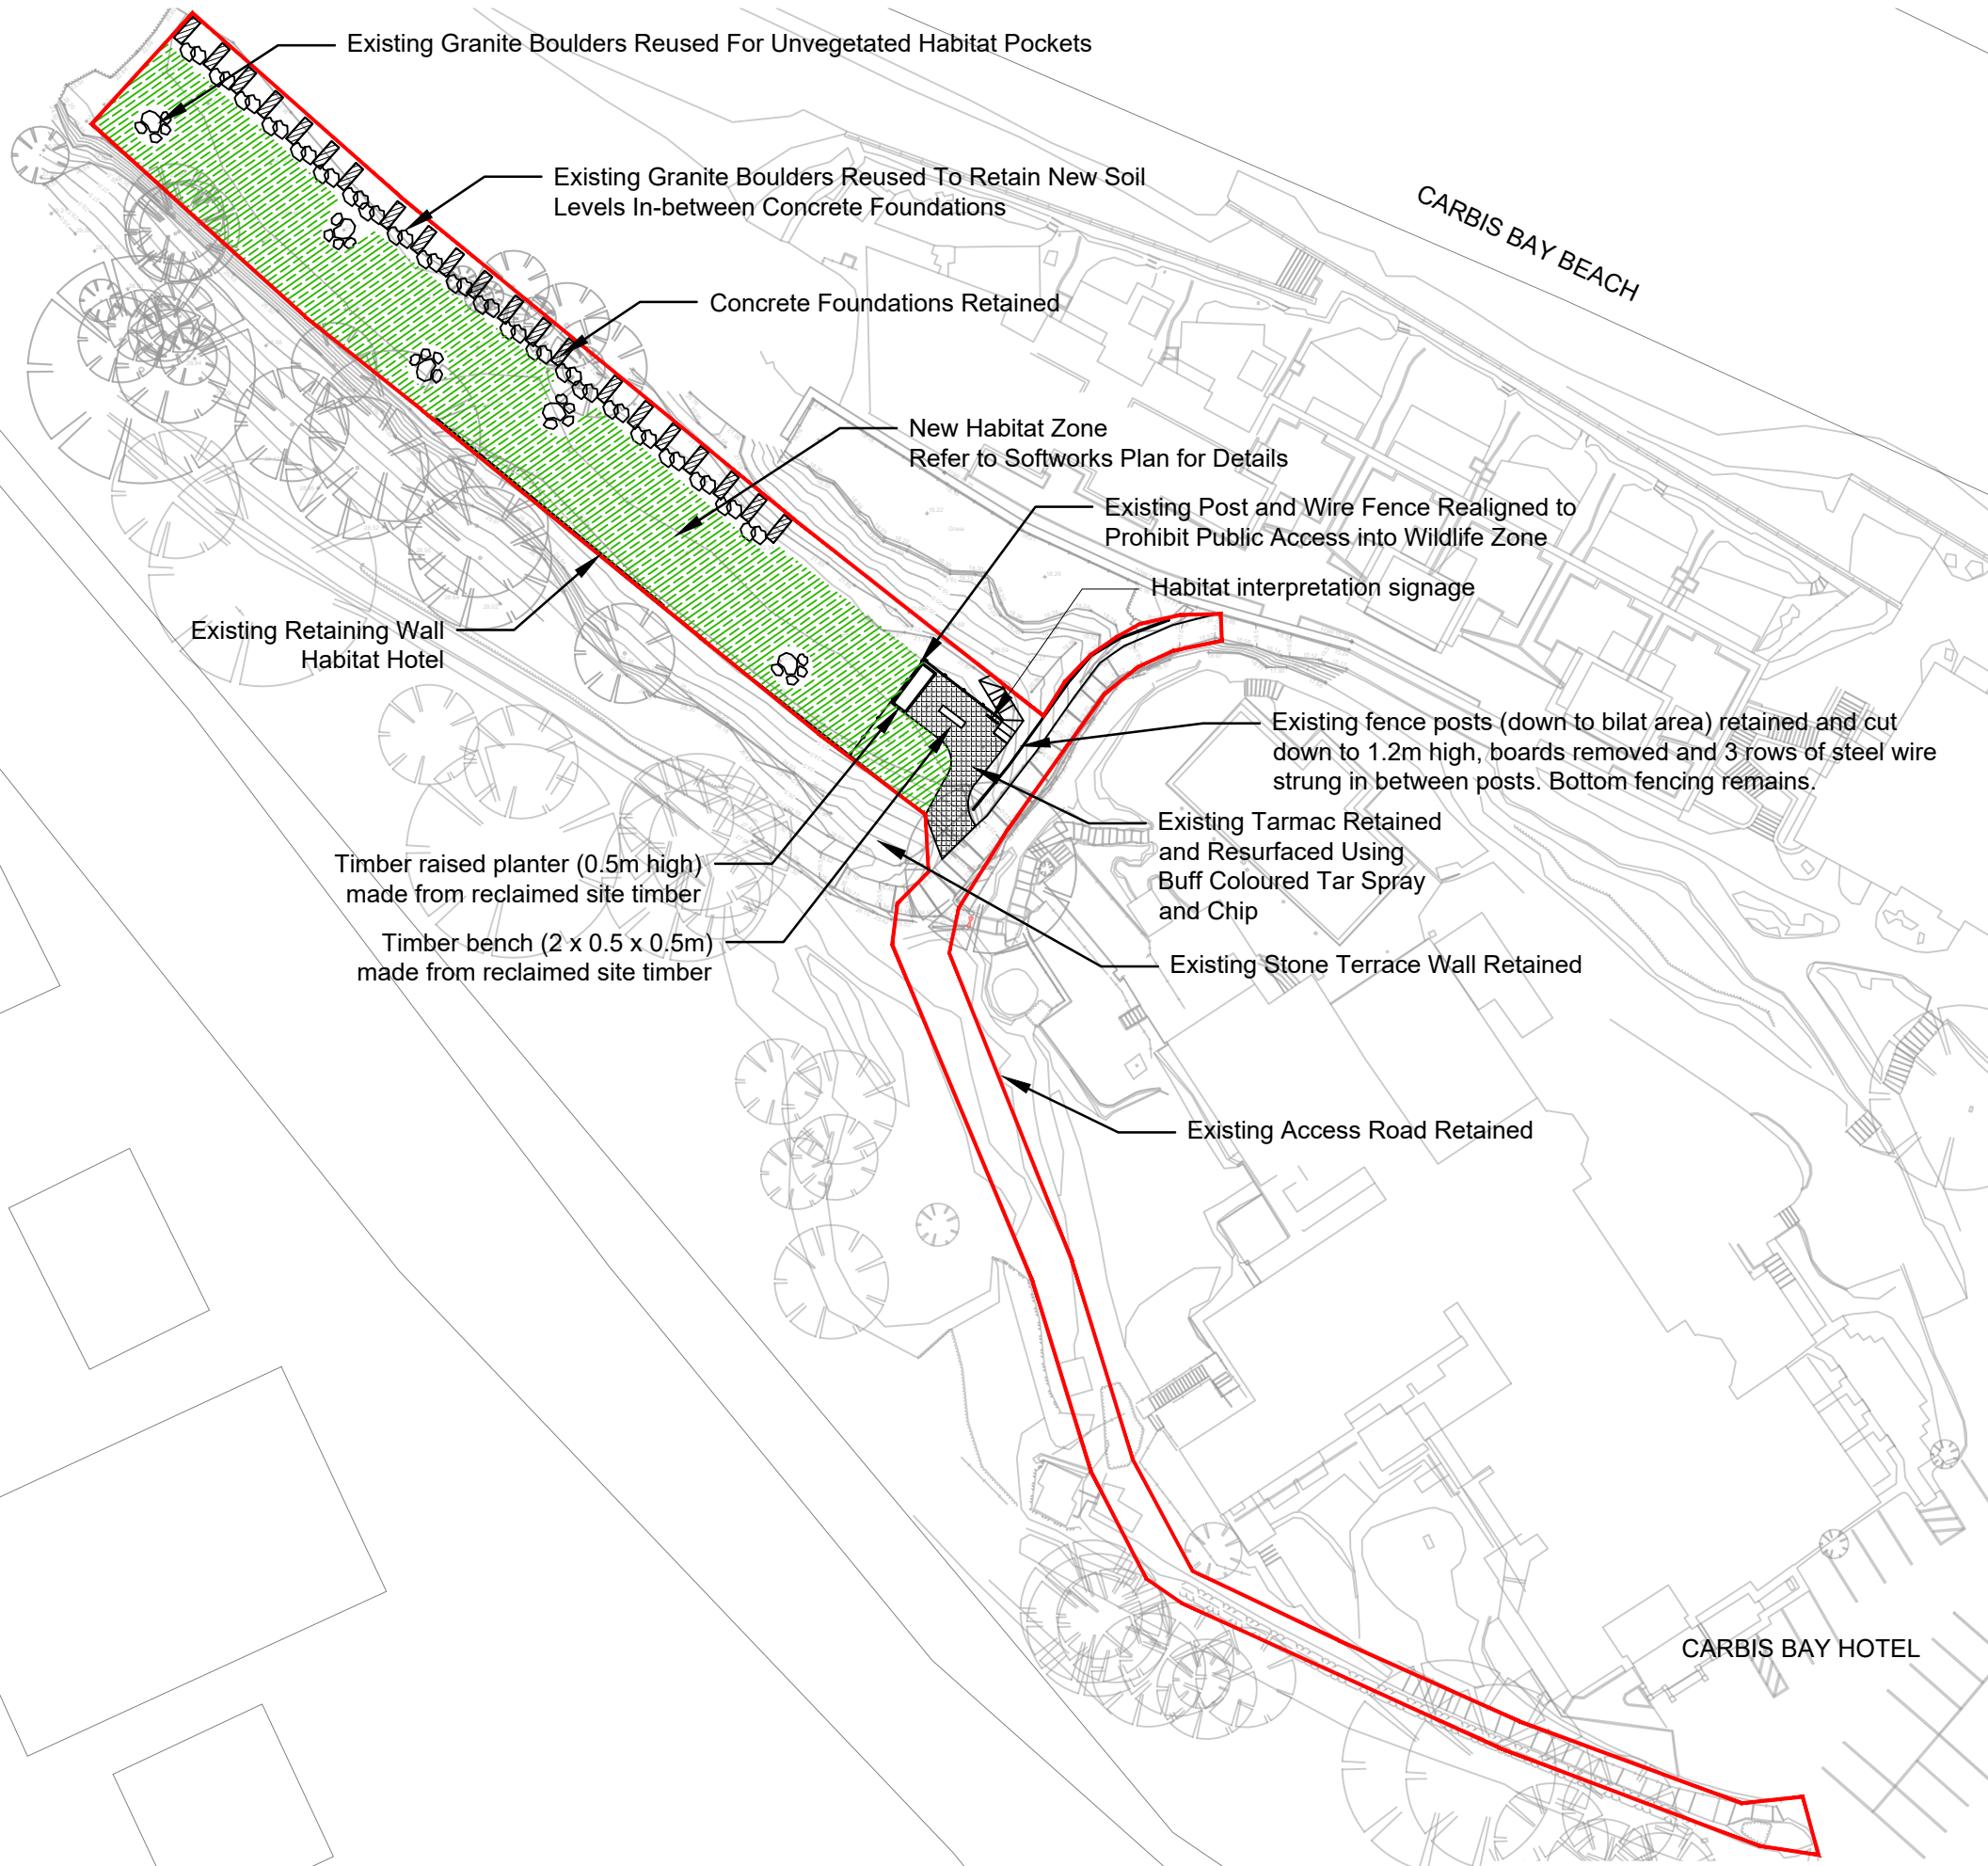 Existing Granite Boulders Reused For Unvegetated Habitat Pockets
Existing Granite Boulders Reused To Retain New Soil
Levels In-between Concrete Foundations
CARBIS BAY BEACH
Concrete Foundations Retained
New Habitat Zone
Refer to Softworks Plan for Details
Existing Post and Wire Fence Realigned to
Prohibit Public Access into Wildlife Zone
Habitat interpretation signage
Existing Retaining Wall
Habitat Hotel
Existing fence posts (down to bilat area) retained and cut
down to 1.2m high, boards removed and 3 rows of steel wire
strung in between posts. Bottom fencing remains.
Existing Tarmac Retained
and Resurfaced Using
Buff Coloured Tar Spray
and Chip
Timber raised planter (0.5m high)
made from reclaimed site timber
Timber bench (2 x 0.5 x 0.5m)
made from reclaimed site timber
Existing Stone Terrace Wall Retained
Existing Access Road Retained
CARBIS BAY HOTEL